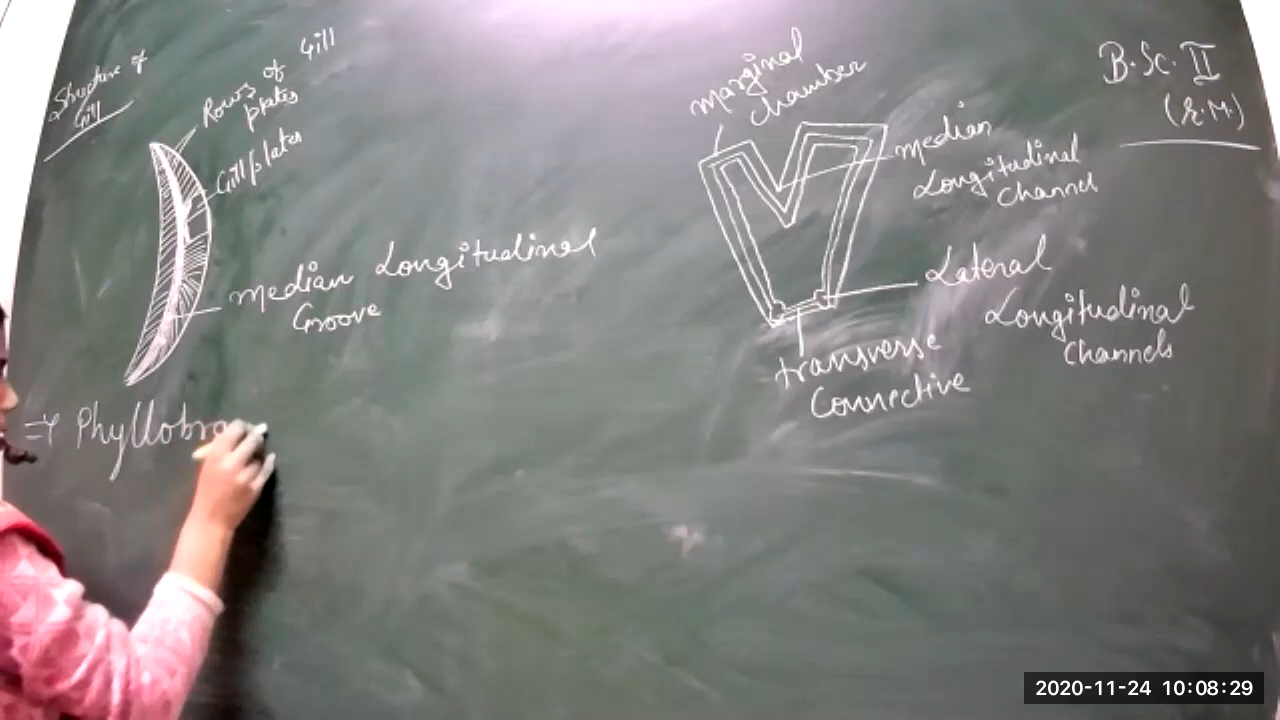 Structure of
Gill
Rows of Gill
plates
Gill plates
Median Longitudinal
Groove
⇒ Phyllobra
marginal
chamber
median
Longitudinal
Channel
Lateral
Longitudinal
Channels
transverse
Connective
B.Sc. II
(r.M.)
2020-11-24 10:08:29